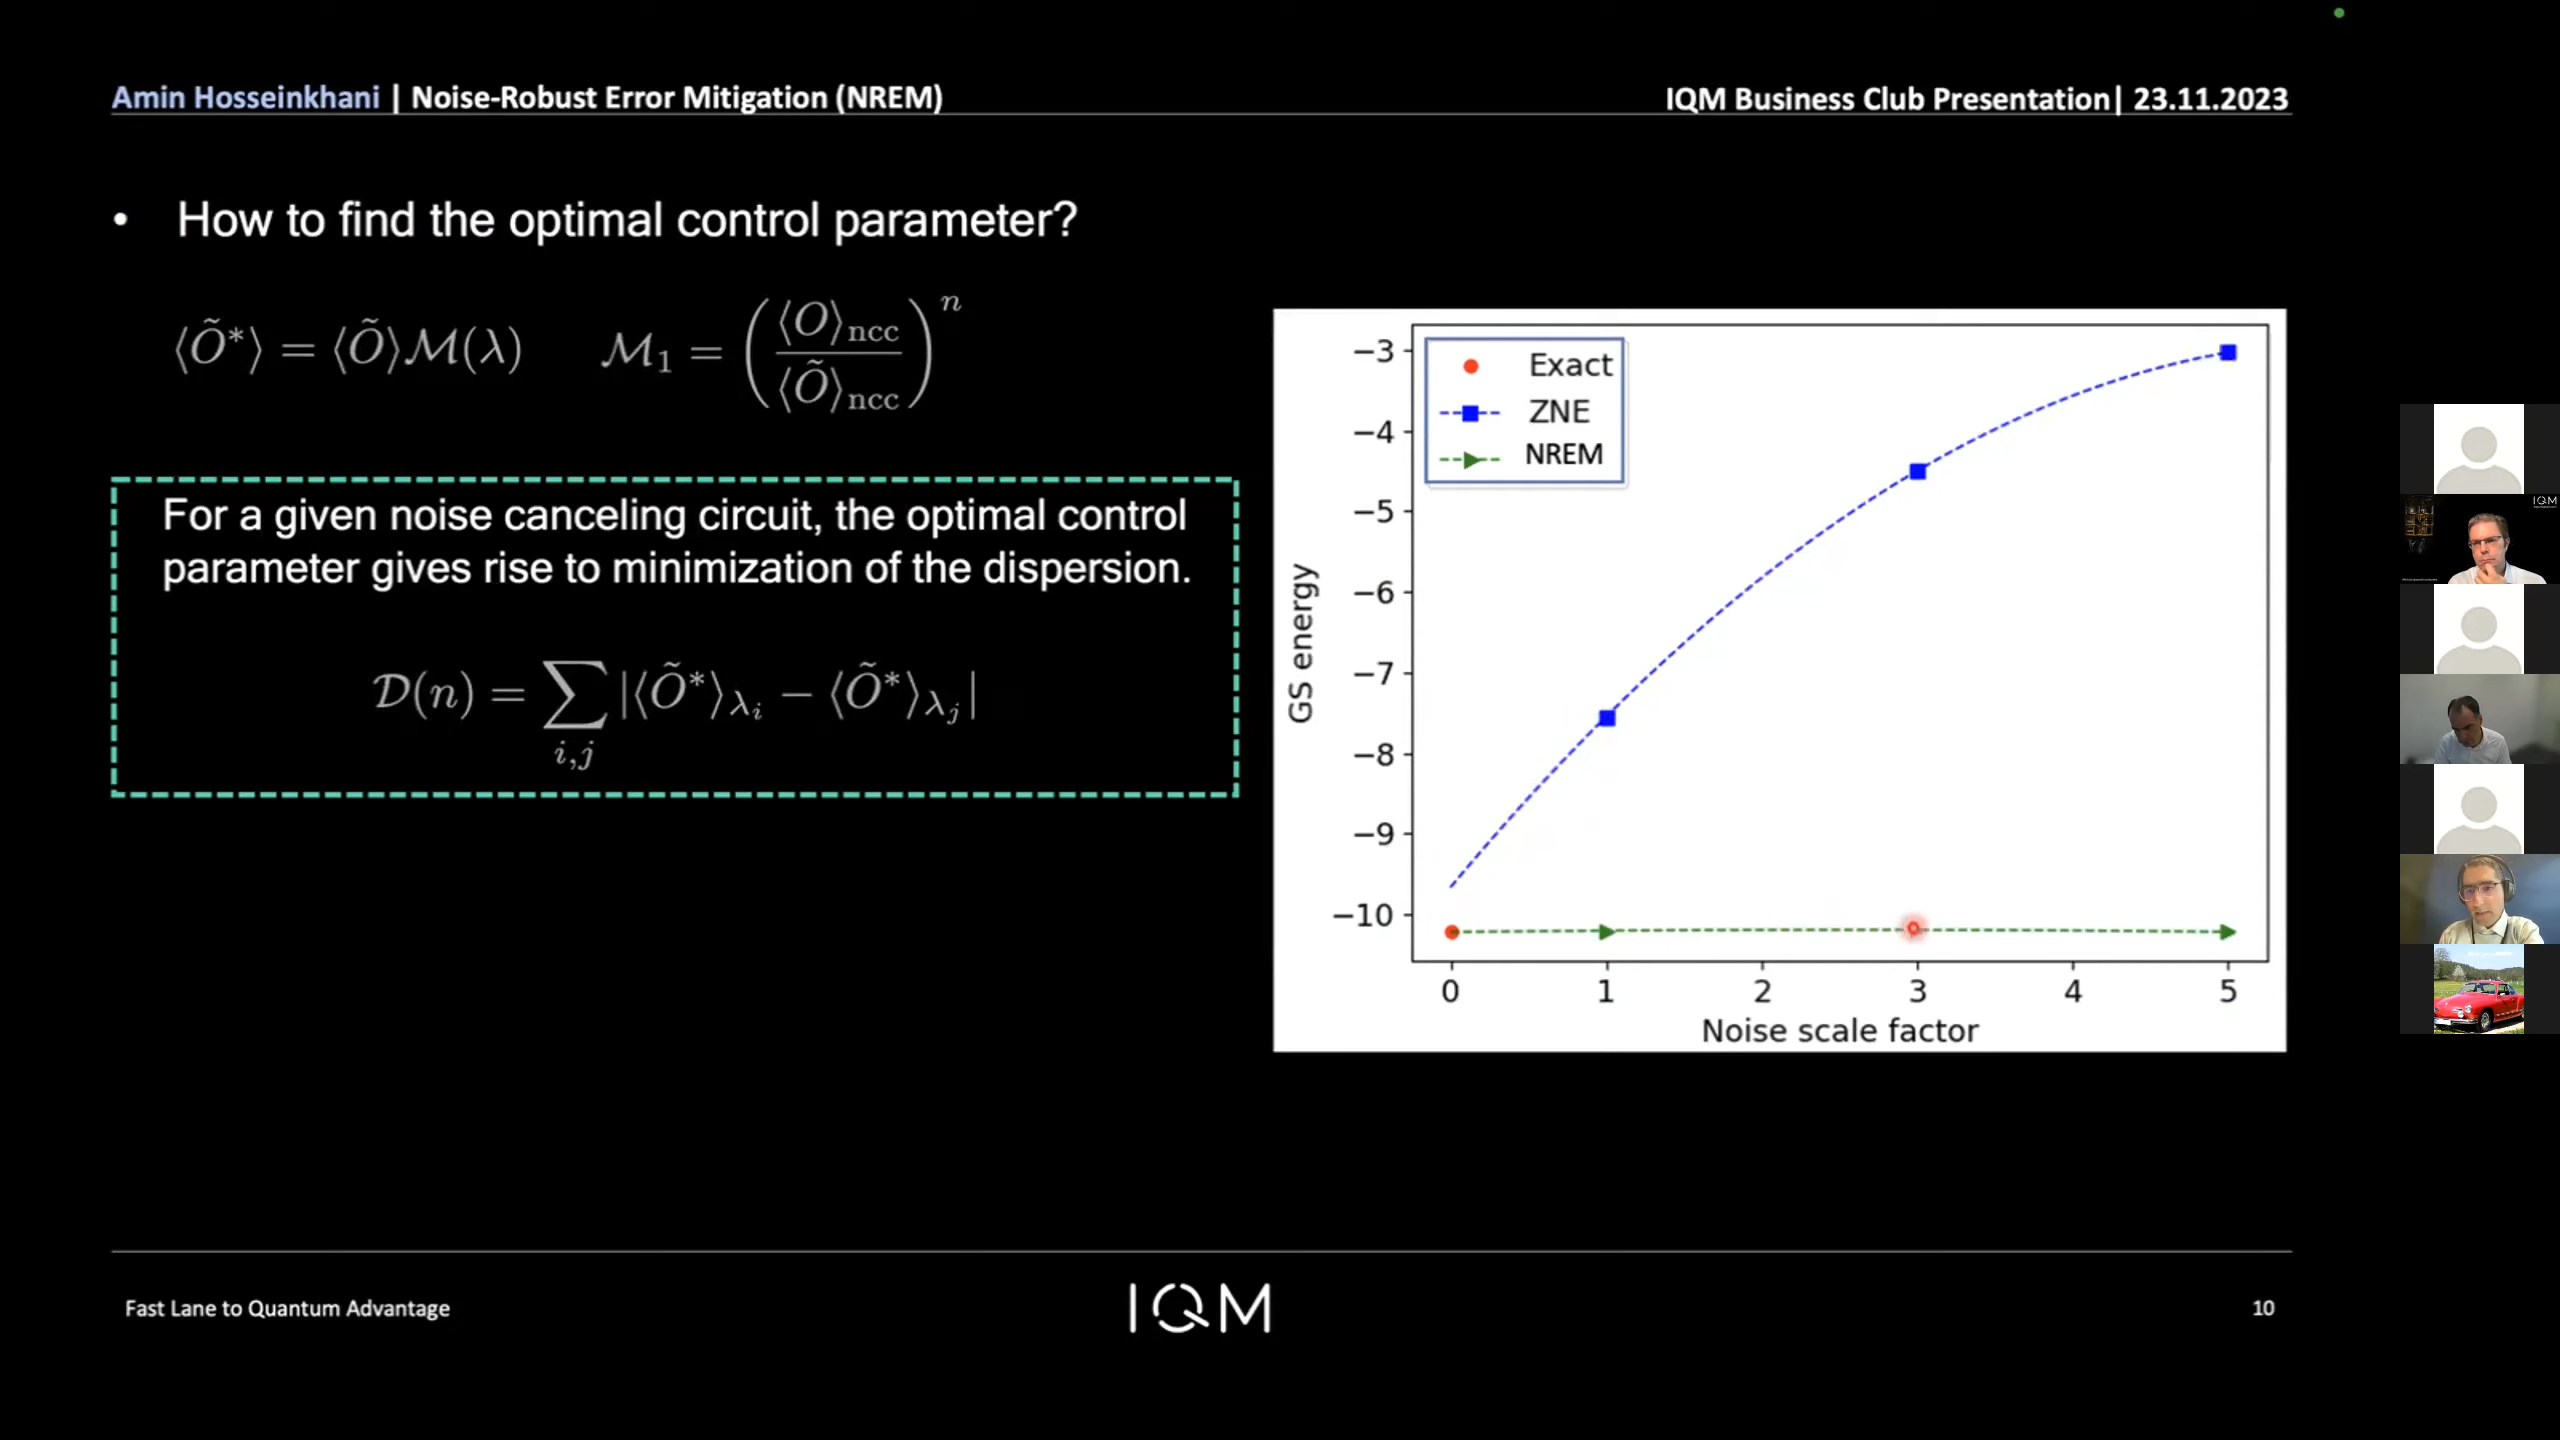 Amin Hosseinkhani | Noise-Robust Error Mitigation (NREM)
IQM Business Club Presentation| 23.11.2023
• How to find the optimal control parameter?
⟨Õ*⟩ = ⟨Õ⟩ℳ(λ)
ℳ₁ = (⟨O⟩ncc / ⟨Õ⟩ncc)ⁿ
For a given noise canceling circuit, the optimal control
parameter gives rise to minimization of the dispersion.
𝒟(n) = ∑i,j |⟨Õ*⟩λi − ⟨Õ*⟩λj|
Exact
ZNE
NREM
GS energy
−3
−4
−5
−6
−7
−8
−9
−10
0 1 2 3 4 5
Noise scale factor
IQM
Fast Lane to Quantum Advantage
IQM
10